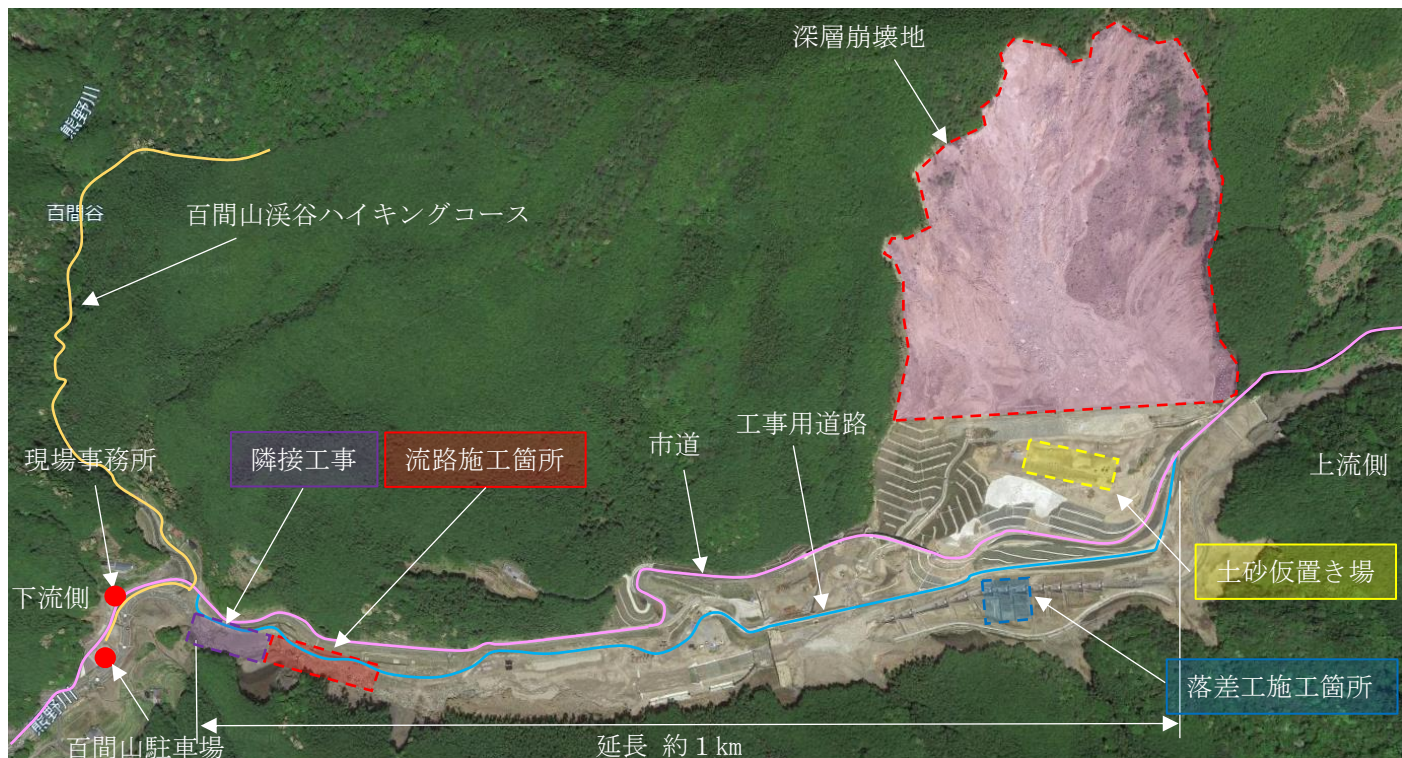 深層崩壊地
熊野川
百間谷
百間山渓谷ハイキングコース
現場事務所
隣接工事
流路施工箇所
市道
工事用道路
上流側
土砂仮置き場
下流側
落差工施工箇所
熊野川
百間山駐車場
延長 約1km